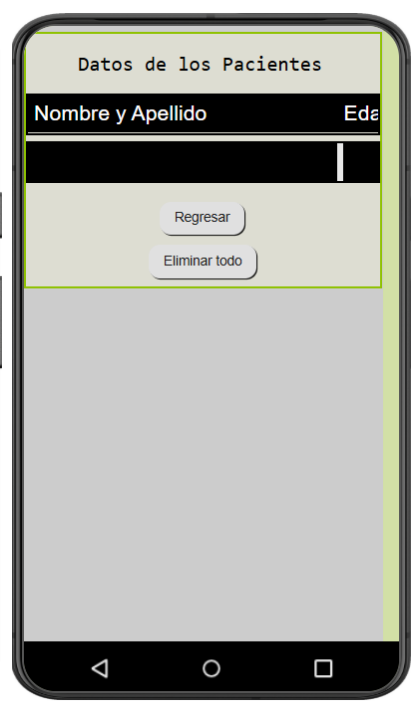 Datos de los Pacientes
Nombre y Apellido Eda
Regresar
Eliminar todo